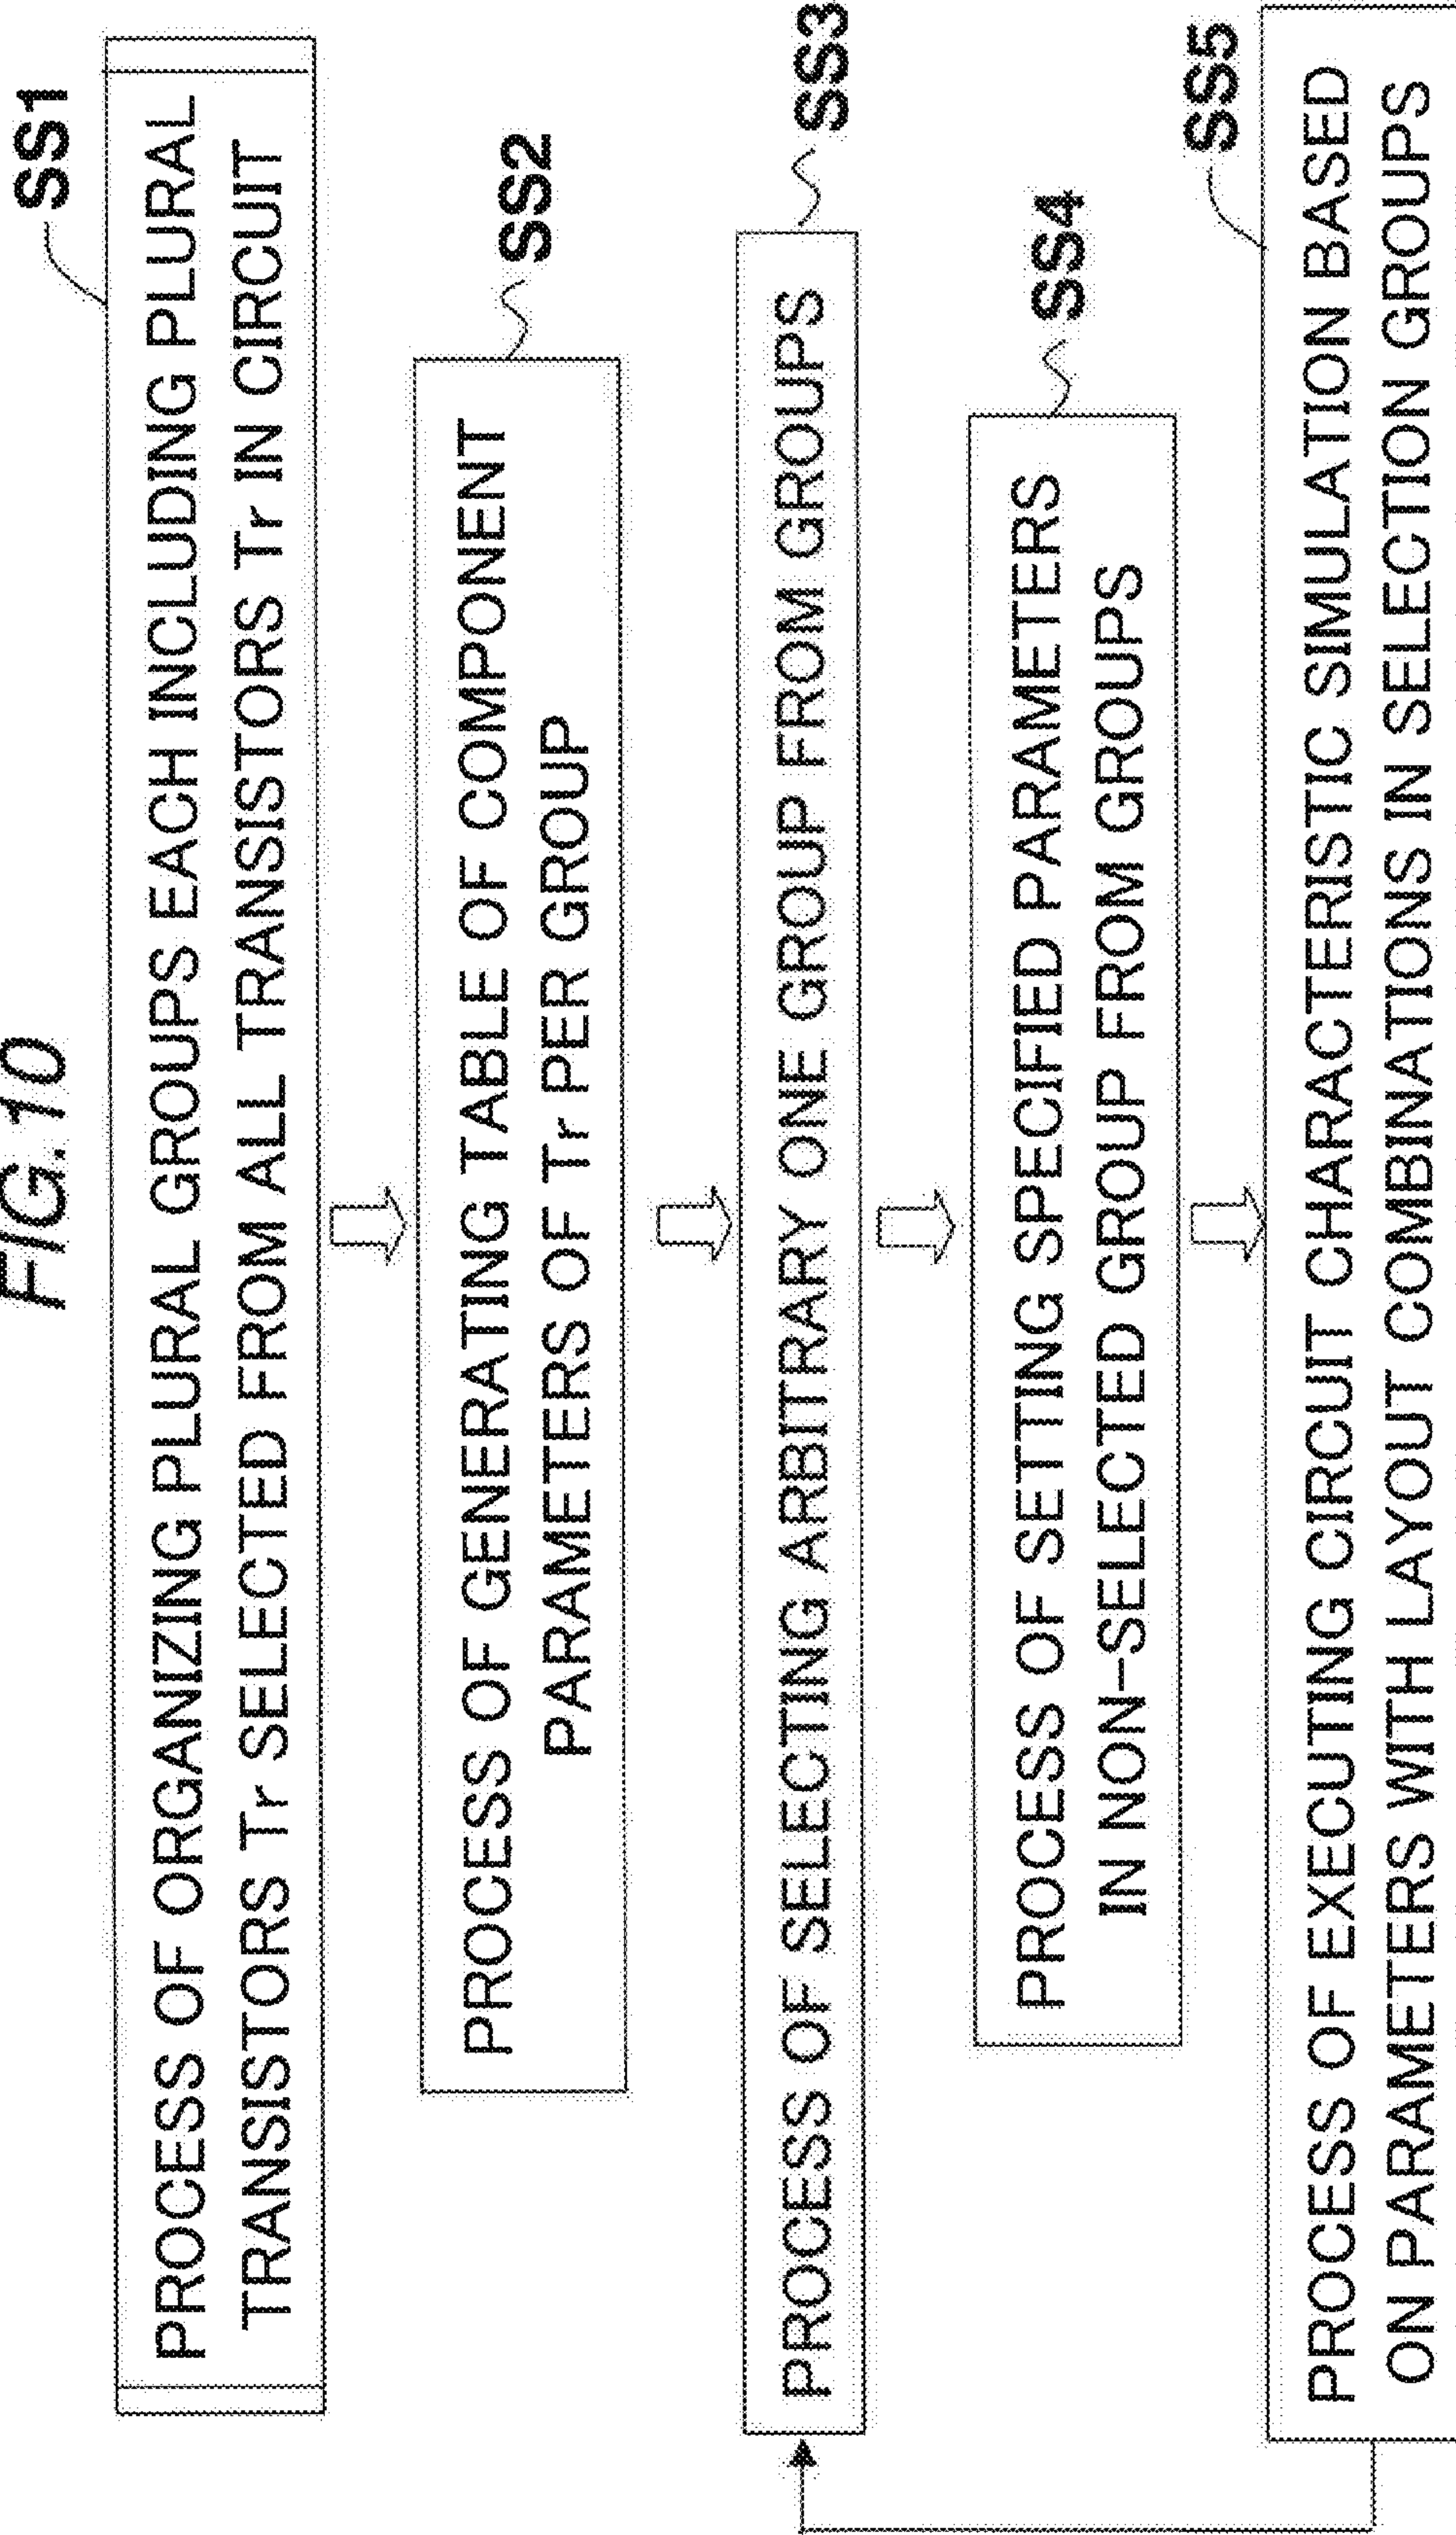 FIG. 10
SS1
PROCESS OF ORGANIZING PLURAL GROUPS EACH INCLUDING PLURAL
TRANSISTORS Tr SELECTED FROM ALL TRANSISTORS Tr IN CIRCUIT
SS2
PROCESS OF GENERATING TABLE OF COMPONENT
PARAMETERS OF Tr PER GROUP
SS3
PROCESS OF SELECTING ARBITRARY ONE GROUP FROM GROUPS
SS4
PROCESS OF SETTING SPECIFIED PARAMETERS
IN NON-SELECTED GROUP FROM GROUPS
SS5
PROCESS OF EXECUTING CIRCUIT CHARACTERISTIC SIMULATION BASED
ON PARAMETERS WITH LAYOUT COMBINATIONS IN SELECTION GROUPS